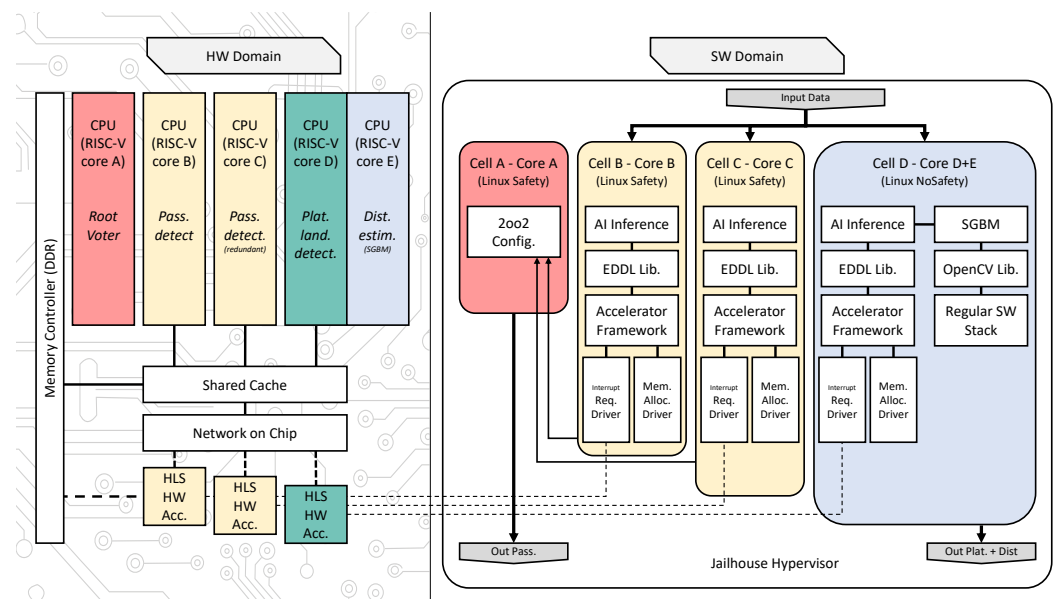 HW Domain
SW Domain
Memory Controller (DDR)
CPU
(RISC-V
core A)
Root
Voter
CPU
(RISC-V
core B)
Pass.
detect
CPU
(RISC-V
core C)
Pass.
detect.
(redundant)
CPU
(RISC-V
core D)
Plat.
land.
detect.
CPU
(RISC-V
core E)
Dist.
estim.
(SGBM)
Shared Cache
Network on Chip
HLS
HW
Acc.
HLS
HW
Acc.
HLS
HW
Acc.
Input Data
Cell A - Core A
(Linux Safety)
2oo2
Config.
Cell B - Core B
(Linux Safety)
AI Inference
EDDL Lib.
Accelerator
Framework
Interrupt
Req.
Driver
Mem.
Alloc.
Driver
Cell C - Core C
(Linux Safety)
AI Inference
EDDL Lib.
Accelerator
Framework
Interrupt
Req.
Driver
Mem.
Alloc.
Driver
Cell D - Core D+E
(Linux NoSafety)
AI Inference
EDDL Lib.
Accelerator
Framework
Interrupt
Req.
Driver
Mem.
Alloc.
Driver
SGBM
OpenCV Lib.
Regular SW
Stack
Out Pass.
Out Plat. + Dist
Jailhouse Hypervisor